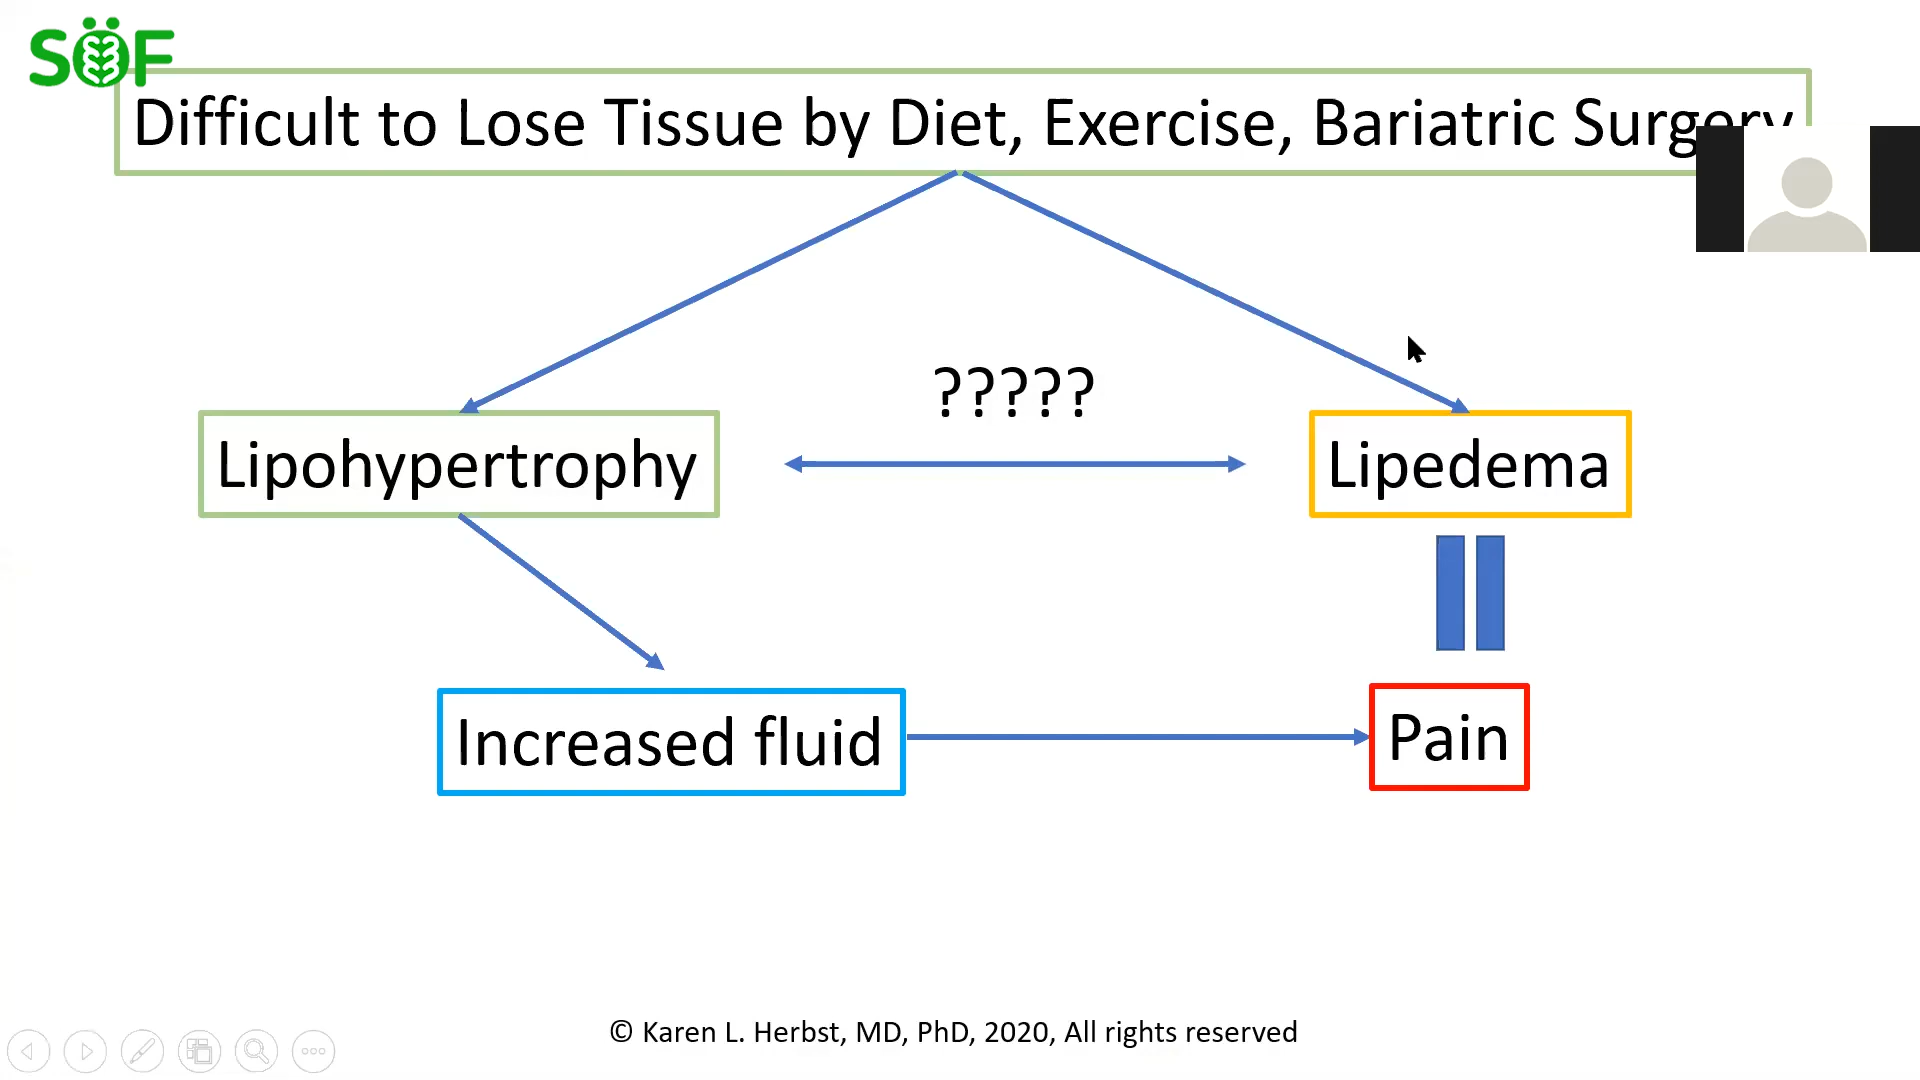 SÖF
Difficult to Lose Tissue by Diet, Exercise, Bariatric Surgery
?????
Lipohypertrophy
Lipedema
Increased fluid
Pain
© Karen L. Herbst, MD, PhD, 2020, All rights reserved